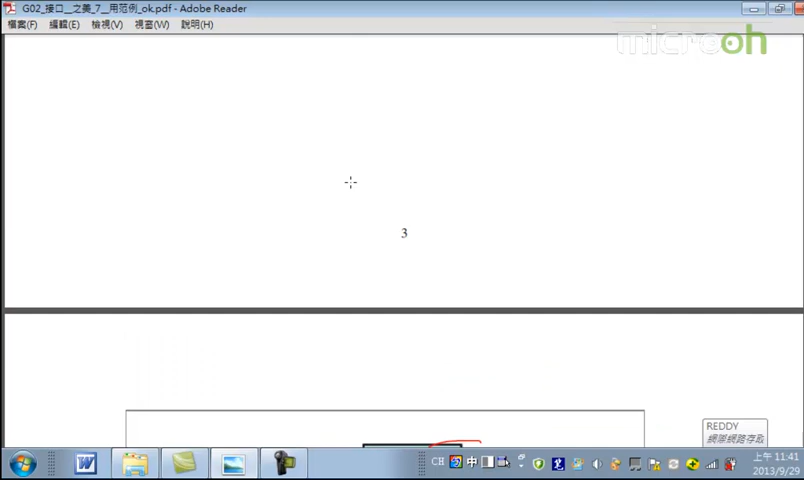 G02_接口__之美_7__用范例_ok.pdf - Adobe Reader
檔案(F) 編輯(E) 檢視(V) 視窗(W) 說明(H)
microoh
3
REDDY
網際網路存取
CH 中
上午 11:41
2013/9/29